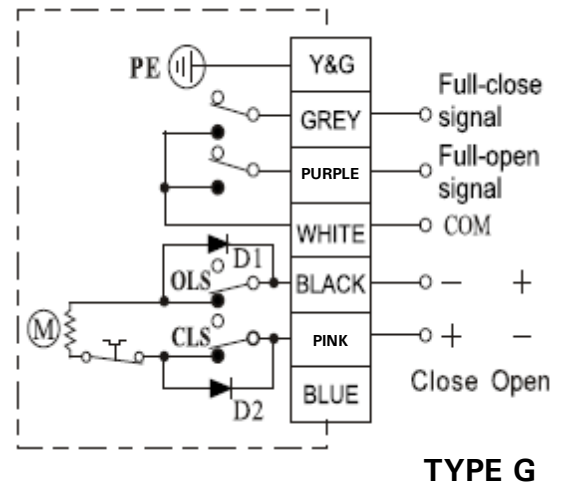 PE
Y&G
GREY
Full-close
signal
PURPLE
Full-open
signal
WHITE
COM
D1
OLS
BLACK
− +
M
CLS
PINK
+ −
Close Open
D2
BLUE
TYPE G